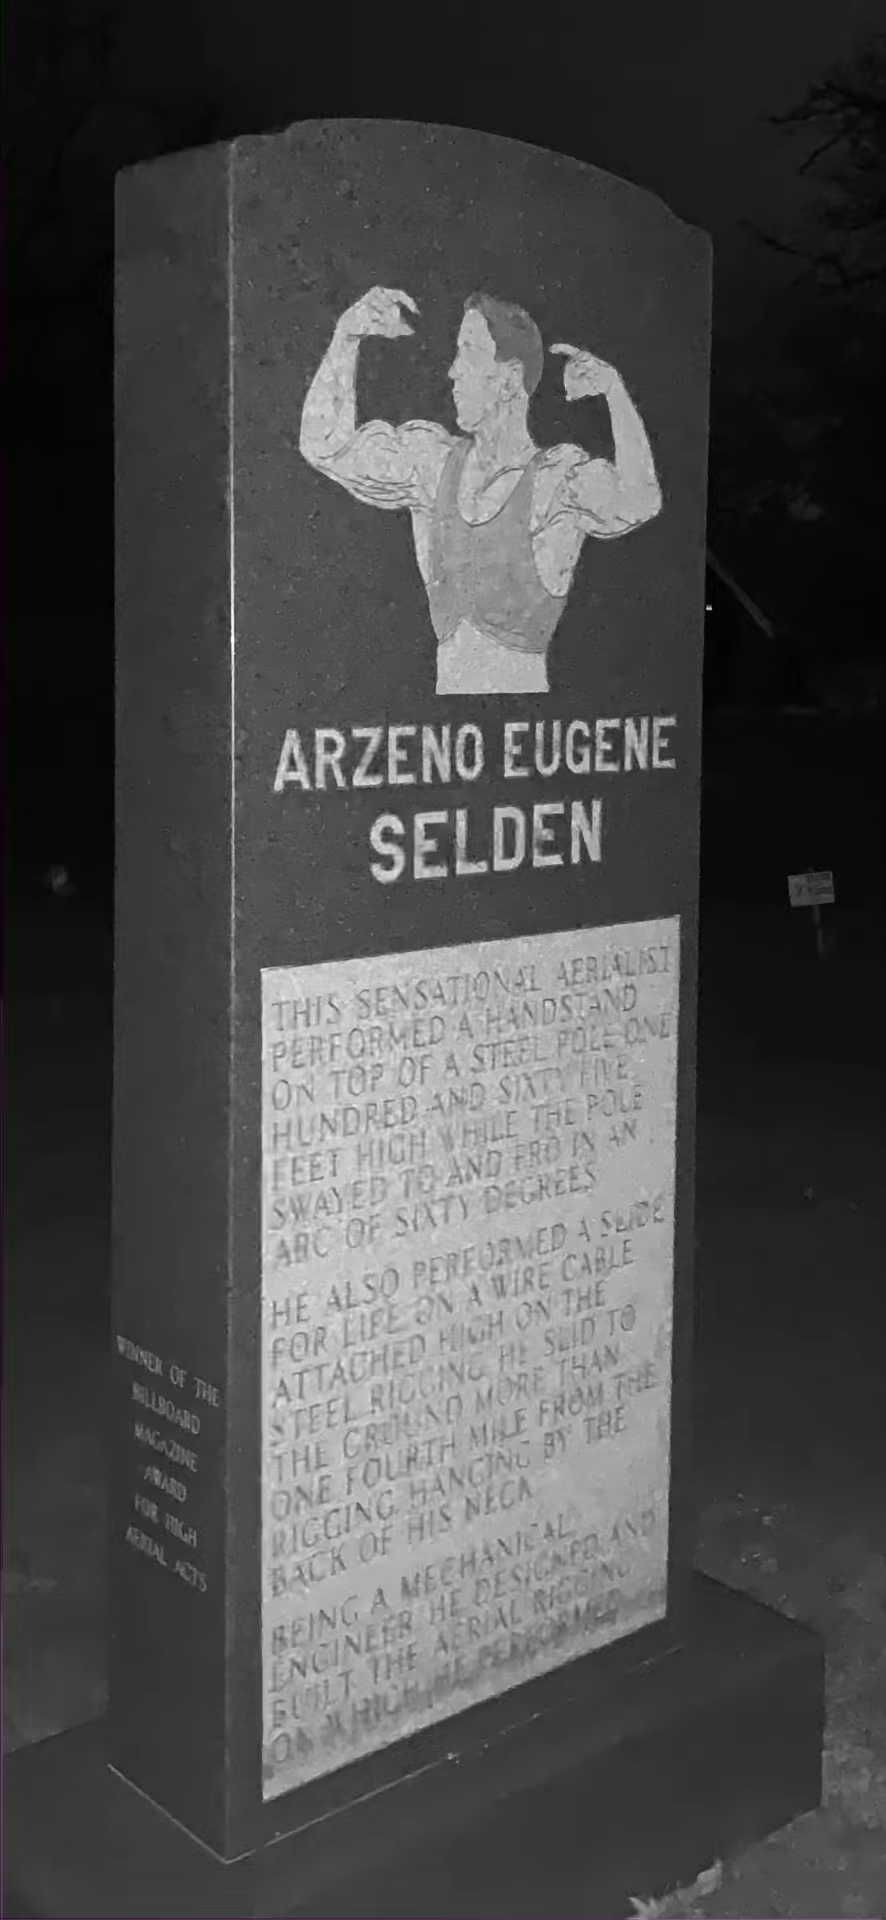 ARZENO EUGENE
SELDEN
THIS SENSATIONAL AERIALIST
PERFORMED A HANDSTAND
ON TOP OF A STEEL POLE ONE
HUNDRED AND SIXTY FIVE
FEET HIGH WHILE THE POLE
SWAYED TO AND FRO IN AN
ARC OF SIXTY DEGREES
HE ALSO PERFORMED A SLIDE
FOR LIFE ON A WIRE CABLE
ATTACHED HIGH ON THE
STEEL RIGGING HE SLID TO
THE GROUND MORE THAN
ONE FOURTH MILE FROM THE
RIGGING HANGING BY THE
BACK OF HIS NECK
BEING A MECHANICAL
ENGINEER HE DESIGNED AND
BUILT THE AERIAL RIGGING
ON WHICH HE PERFORMED
WINNER OF THE
BILLBOARD
MAGAZINE
AWARD
FOR HIGH
AERIAL ACTS